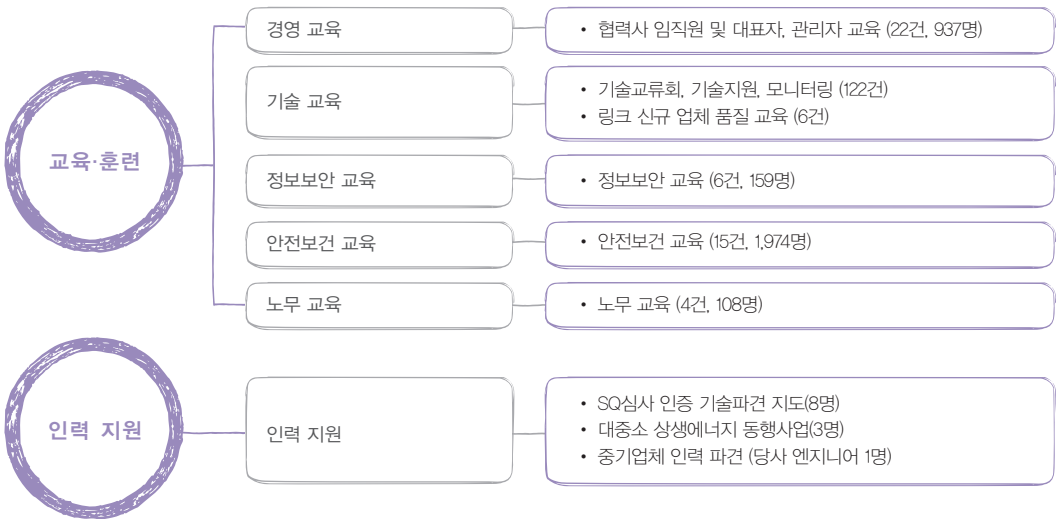 교육·훈련
경영 교육
• 협력사 임직원 및 대표자, 관리자 교육 (22건, 937명)
기술 교육
• 기술교류회, 기술지원, 모니터링 (122건)
• 링크 신규 업체 품질 교육 (6건)
정보보안 교육
• 정보보안 교육 (6건, 159명)
안전보건 교육
• 안전보건 교육 (15건, 1,974명)
노무 교육
• 노무 교육 (4건, 108명)
인력 지원
인력 지원
• SQ심사 인증 기술파견 지도(8명)
• 대중소 상생에너지 동행사업(3명)
• 중기업체 인력 파견 (당사 엔지니어 1명)